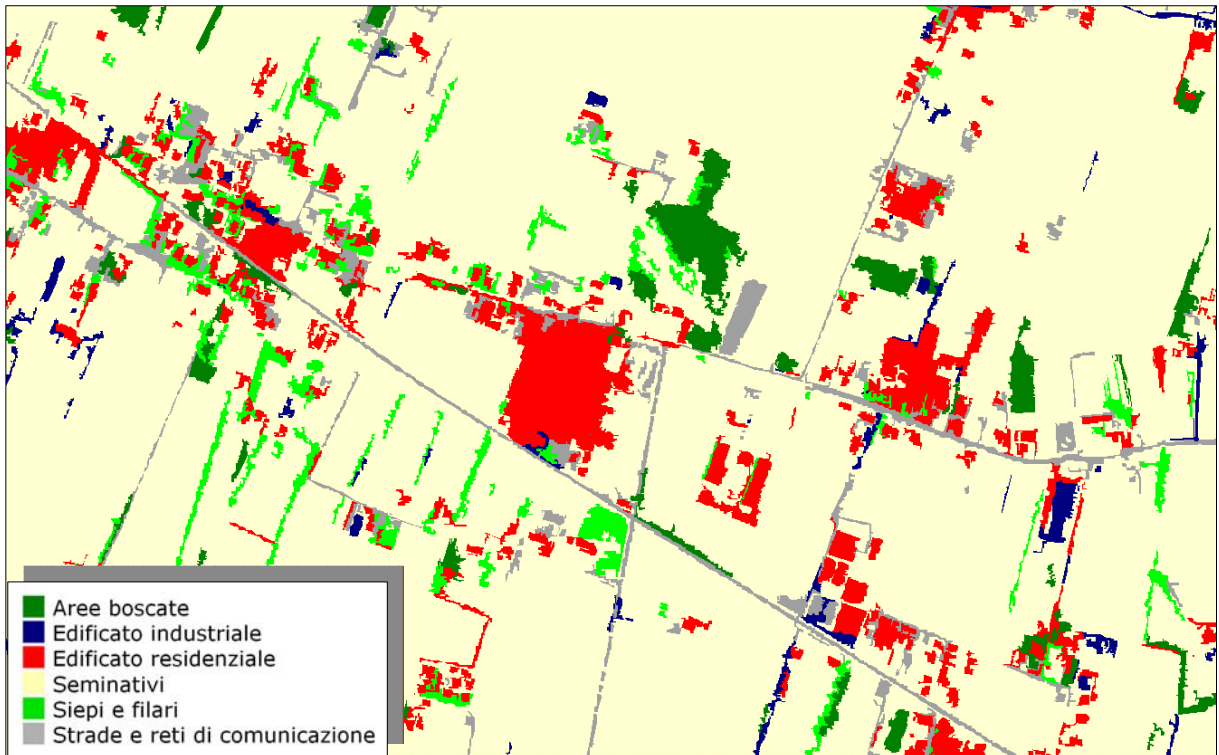 Aree boscate
Edificato industriale
Edificato residenziale
Seminativi
Siepi e filari
Strade e reti di comunicazione